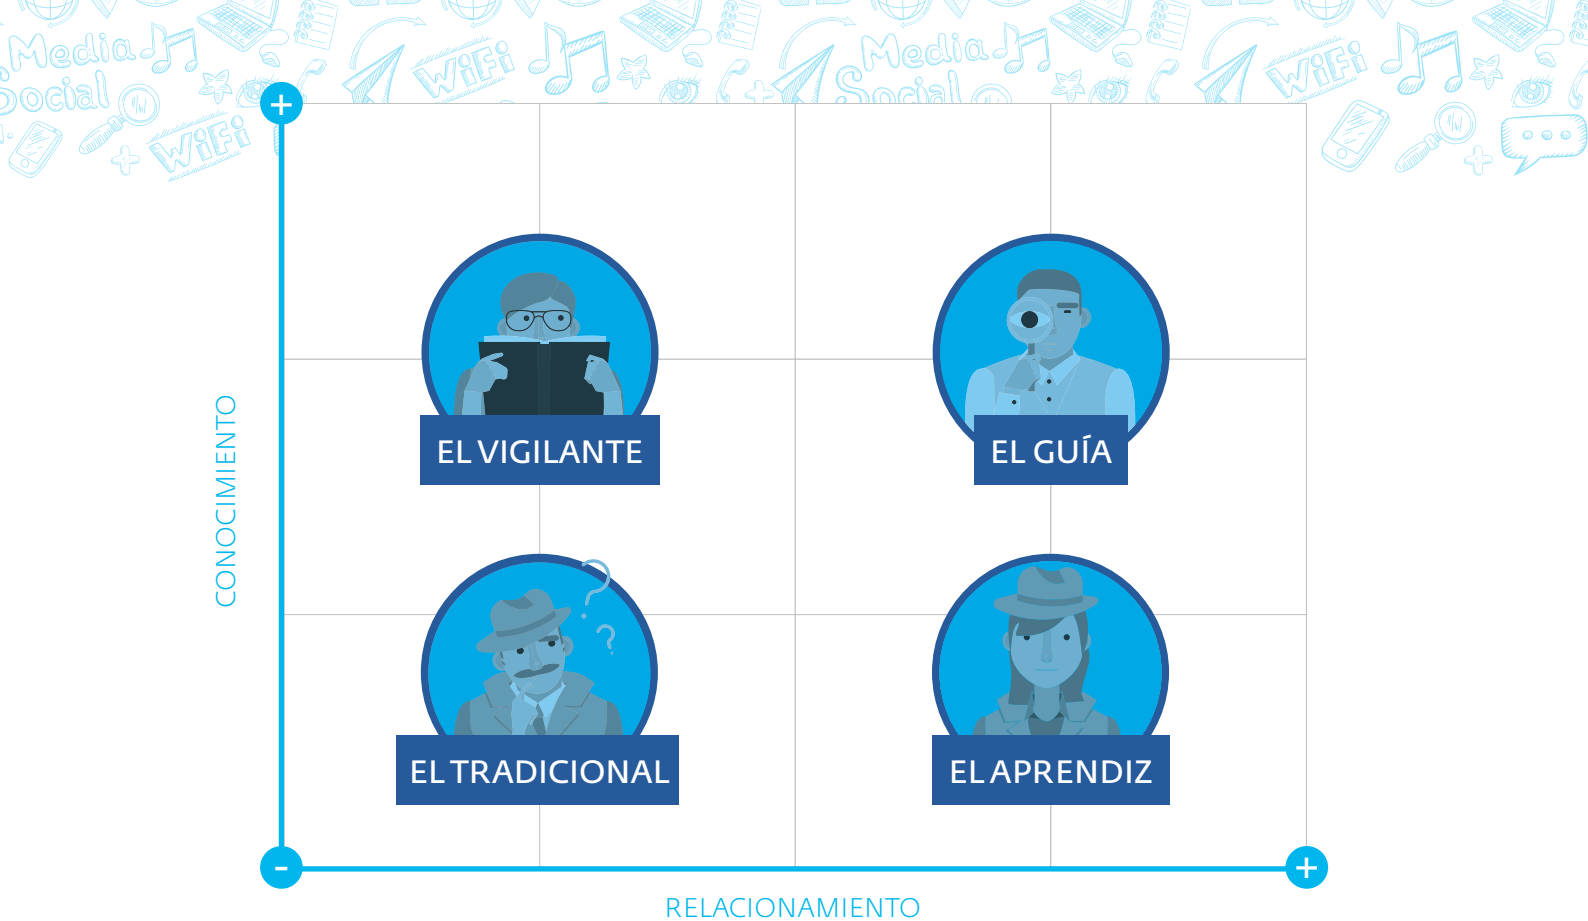 Media
Social
WiFi
Media
Social
WiFi
WiFi
+
EL VIGILANTE
EL GUÍA
CONOCIMIENTO
? ?
EL TRADICIONAL
EL APRENDIZ
-
+
RELACIONAMIENTO